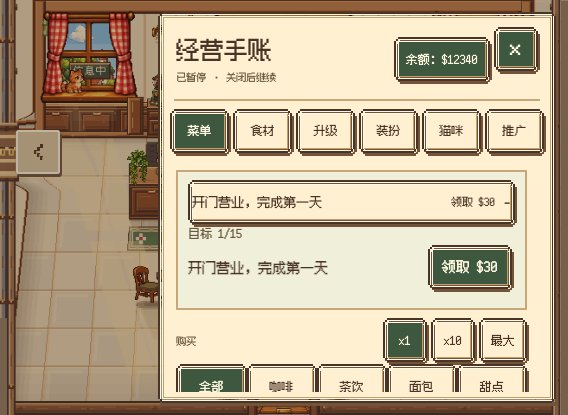 经营手账
余额: $12340
×
已暂停 · 关闭后继续
菜单 食材 升级 装扮 猫咪 推广
开门营业，完成第一天 领取 $30 -
目标 1/15
开门营业，完成第一天 领取 $30
购买 x1 x10 最大
全部 咖啡 茶饮 面包 甜点
息中